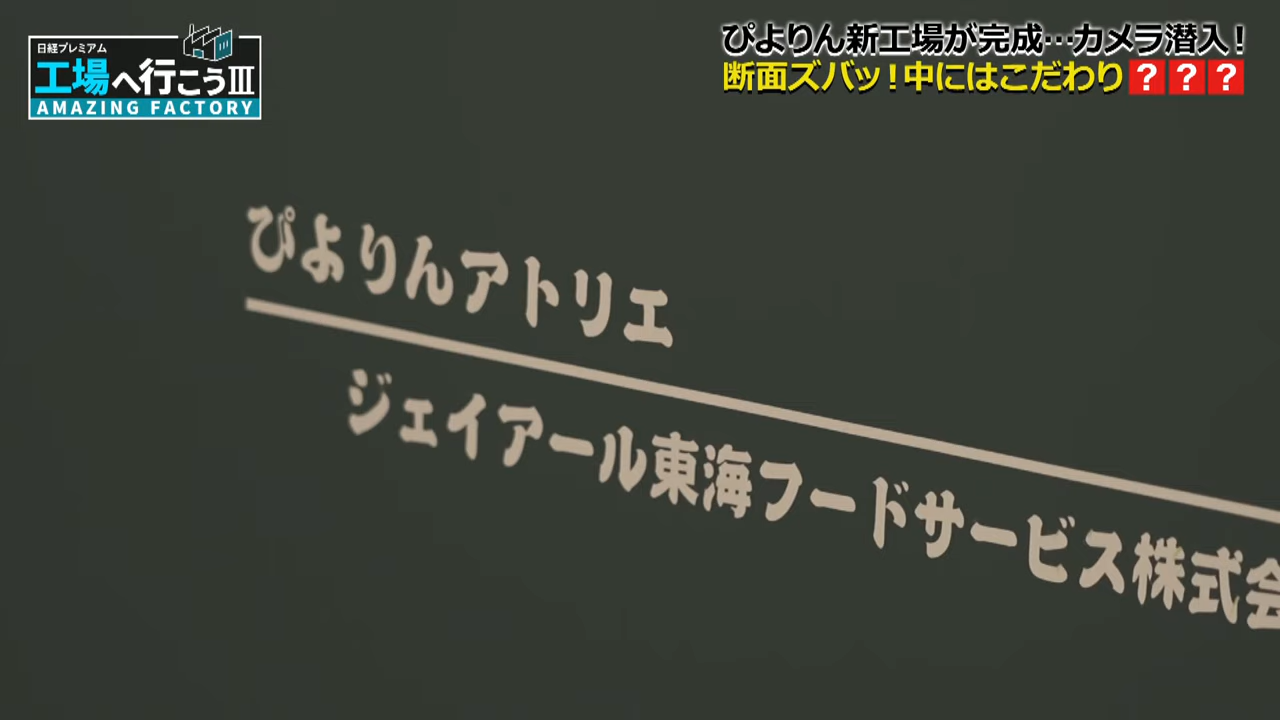 日経プレミアム
工場へ行こうⅢ
AMAZING FACTORY
ぴよりん新工場が完成…カメラ潜入!
断面ズバッ!中にはこだわり???
ぴよりんアトリエ
ジェイアール東海フードサービス株式会